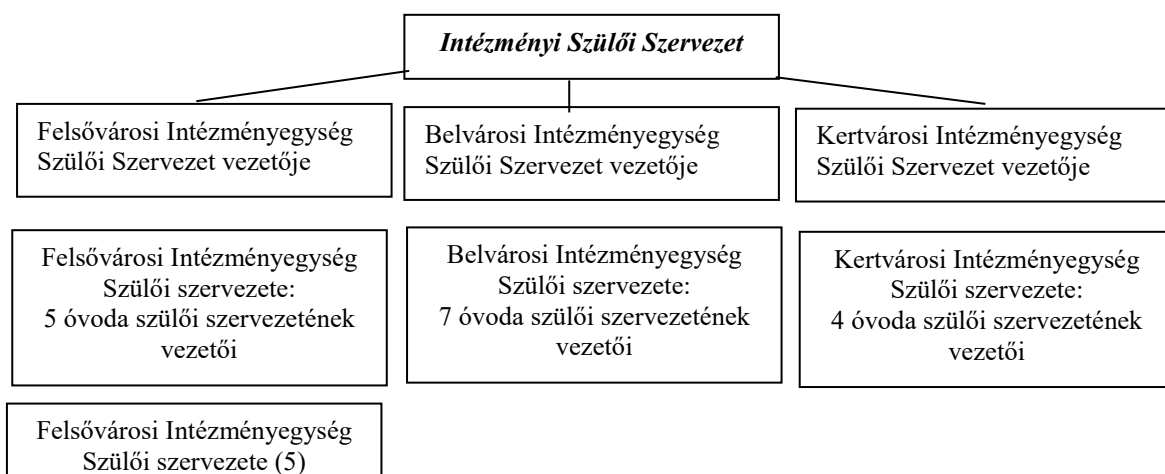 Intézményi Szülői Szervezet
Felsővárosi Intézményegység
Szülői Szervezet vezetője
Belvárosi Intézményegység
Szülői Szervezet vezetője
Kertvárosi Intézményegység
Szülői Szervezet vezetője
Felsővárosi Intézményegység
Szülői szervezete:
5 óvoda szülői szervezetének
vezetői
Belvárosi Intézményegység
Szülői szervezete:
7 óvoda szülői szervezetének
vezetői
Kertvárosi Intézményegység
Szülői szervezete:
4 óvoda szülői szervezetének
vezetői
Felsővárosi Intézményegység
Szülői szervezete (5)